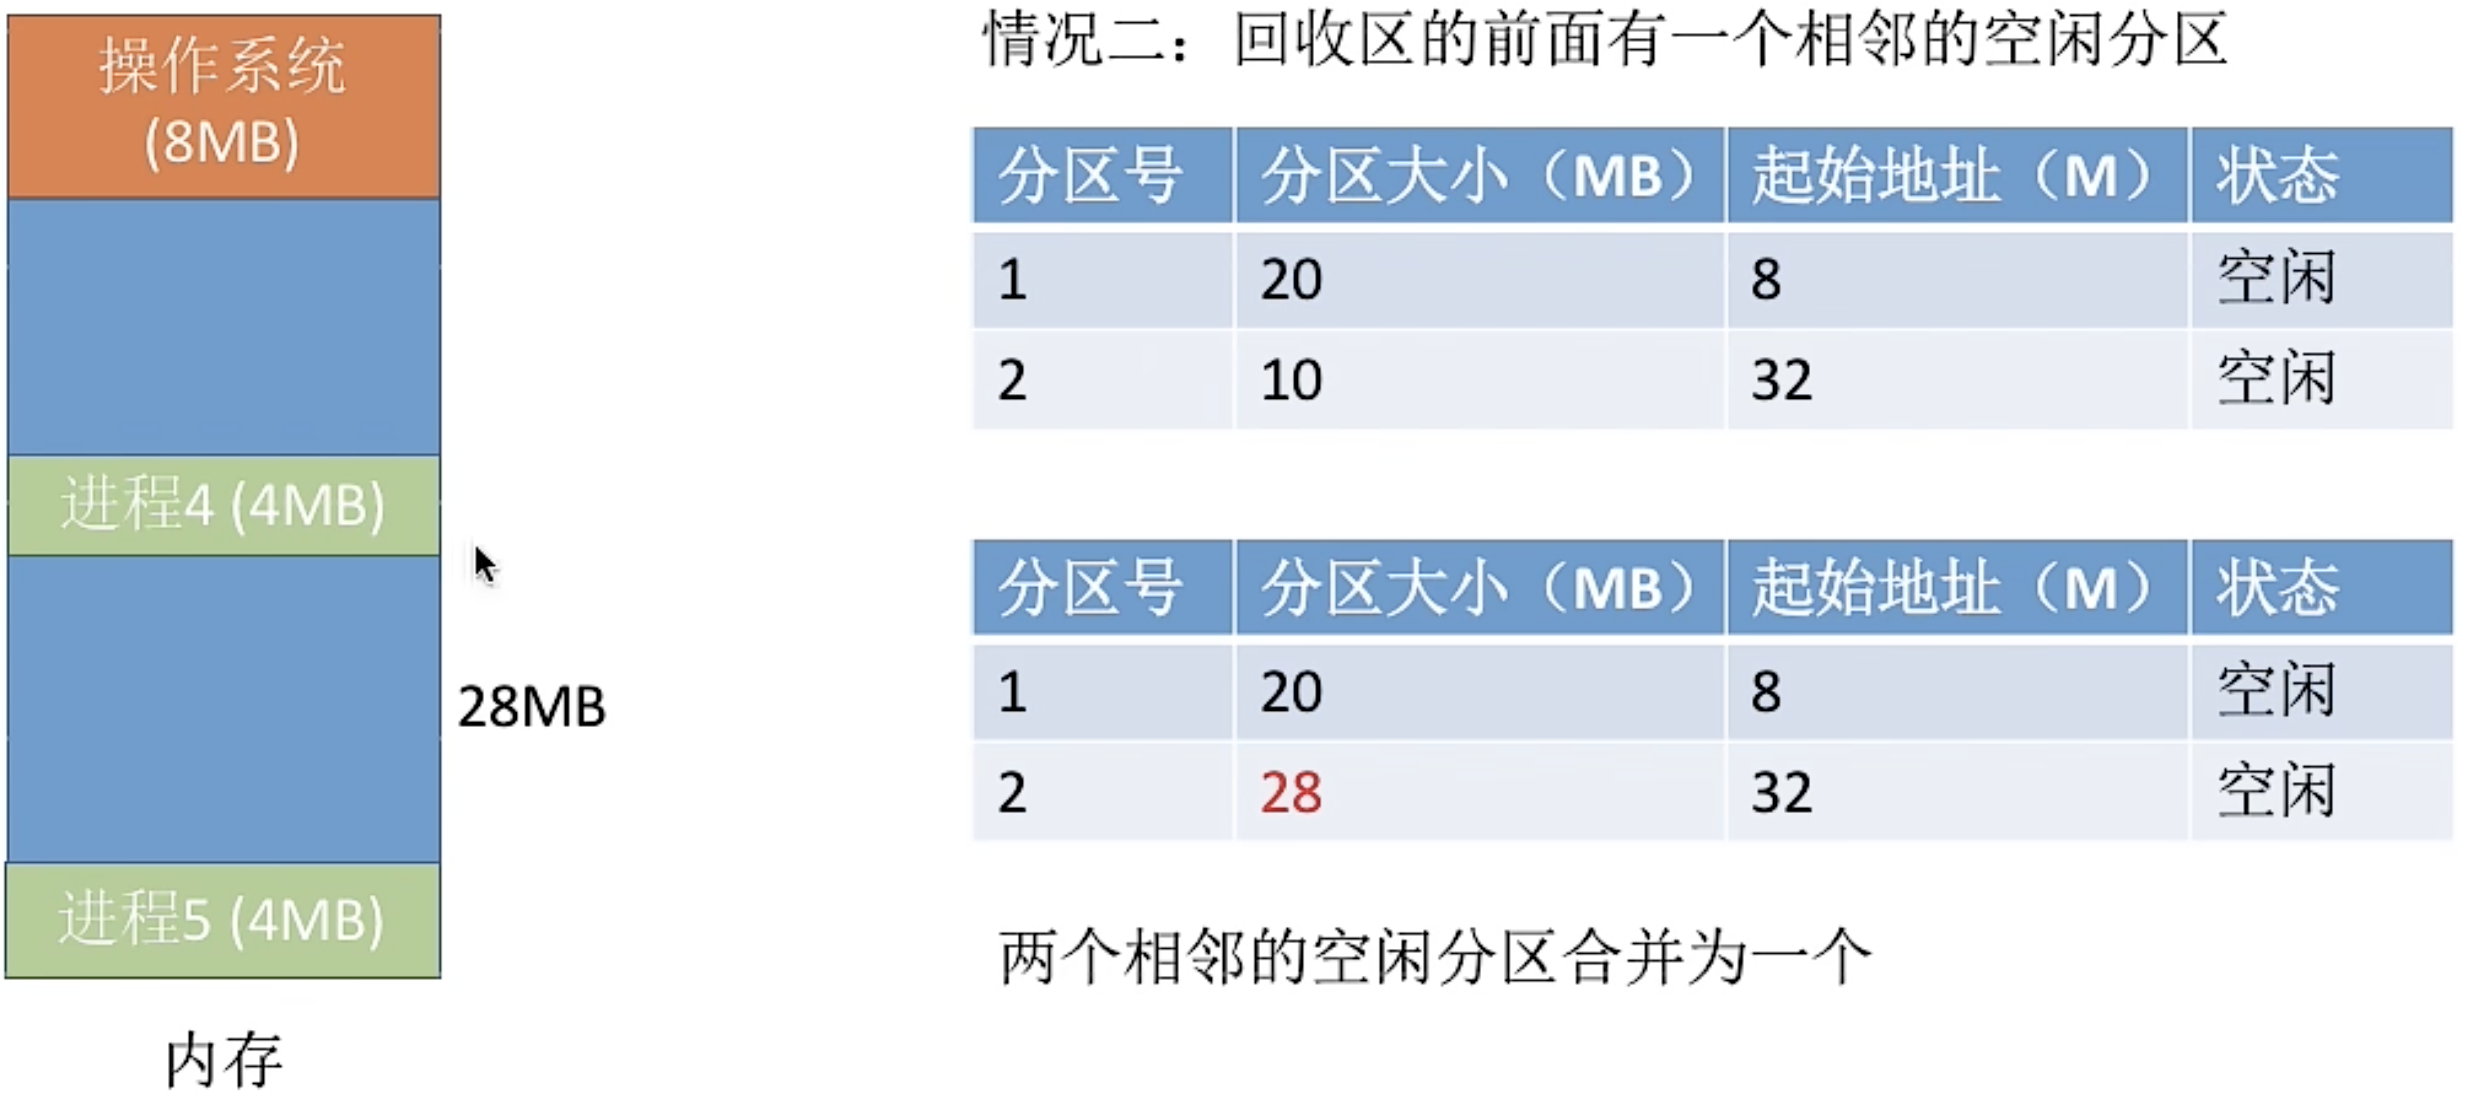 操作系统
(8MB)
进程4 (4MB)
28MB
进程5 (4MB)
内存
情况二：回收区的前面有一个相邻的空闲分区
分区号 分区大小（MB） 起始地址（M） 状态
1 20 8 空闲
2 10 32 空闲
分区号 分区大小（MB） 起始地址（M） 状态
1 20 8 空闲
2 28 32 空闲
两个相邻的空闲分区合并为一个